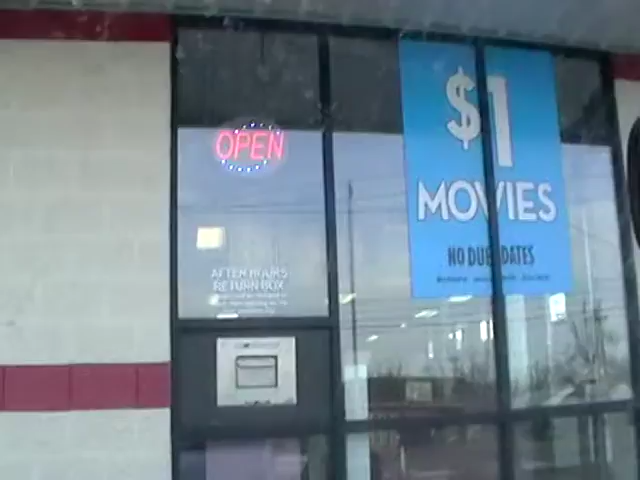 OPEN
$1
MOVIES
NO DUE DATES
AFTER HOURS
RETURN BOX